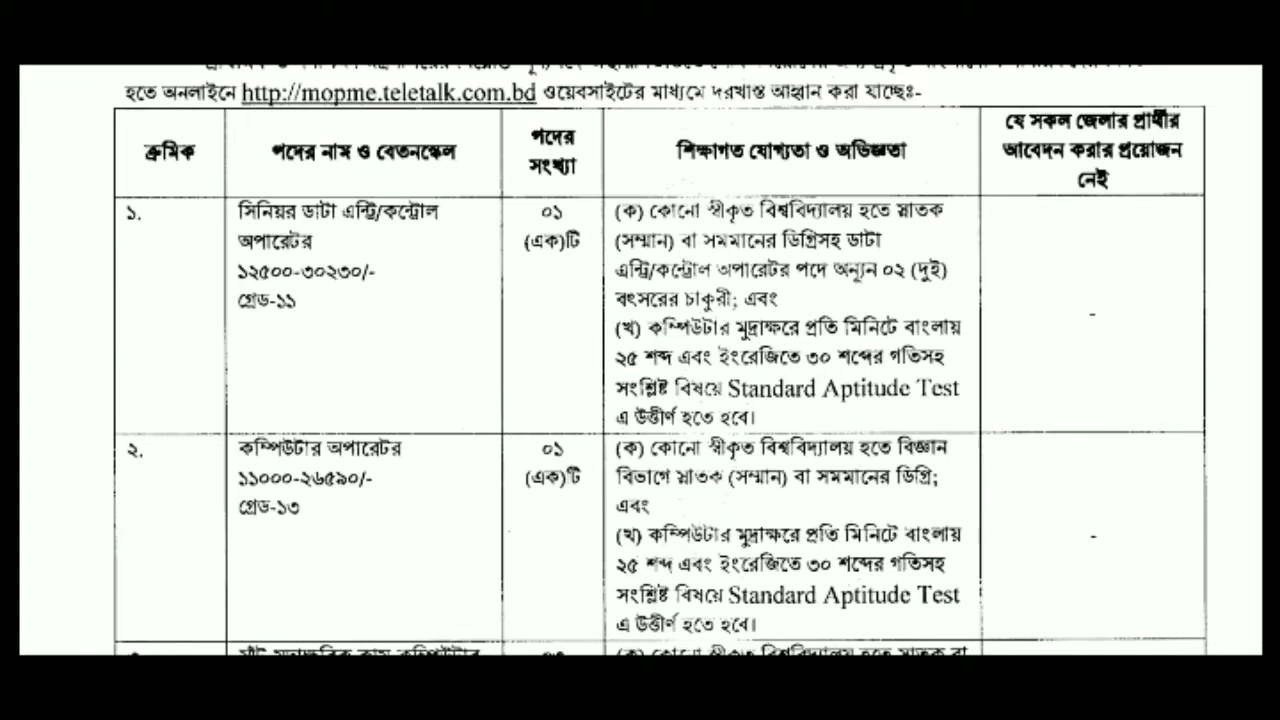 হতে অনলাইনে http://mopme.teletalk.com.bd ওয়েবসাইটের মাধ্যমে দরখাস্ত আহ্বান করা যাচ্ছেঃ-
ক্রমিক
পদের নাম ও বেতনস্কেল
পদের
সংখ্যা
শিক্ষাগত যোগ্যতা ও অভিজ্ঞতা
যে সকল জেলার প্রার্থীর
আবেদন করার প্রয়োজন
নেই
১.
সিনিয়র ডাটা এন্ট্রি/কন্ট্রোল
অপারেটর
১২৫০০-৩০২৩০/-
গ্রেড-১১
০১
(এক)টি
(ক) কোনো স্বীকৃত বিশ্ববিদ্যালয় হতে স্নাতক
(সম্মান) বা সমমানের ডিগ্রিসহ ডাটা
এন্ট্রি/কন্ট্রোল অপারেটর পদে অন্যূন ০২ (দুই)
বৎসরের চাকুরী; এবং
(খ) কম্পিউটার মুদ্রাক্ষরে প্রতি মিনিটে বাংলায়
২৫ শব্দ এবং ইংরেজিতে ৩০ শব্দের গতিসহ
সংশ্লিষ্ট বিষয়ে Standard Aptitude Test
এ উত্তীর্ণ হতে হবে।
-
২.
কম্পিউটার অপারেটর
১১০০০-২৬৫৯০/-
গ্রেড-১৩
০১
(এক)টি
(ক) কোনো স্বীকৃত বিশ্ববিদ্যালয় হতে বিজ্ঞান
বিভাগে স্নাতক (সম্মান) বা সমমানের ডিগ্রি;
এবং
(খ) কম্পিউটার মুদ্রাক্ষরে প্রতি মিনিটে বাংলায়
২৫ শব্দ এবং ইংরেজিতে ৩০ শব্দের গতিসহ
সংশ্লিষ্ট বিষয়ে Standard Aptitude Test
এ উত্তীর্ণ হতে হবে।
-
(ক) কোনো স্বীকৃত বিশ্ববিদ্যালয় হতে স্নাতক বা